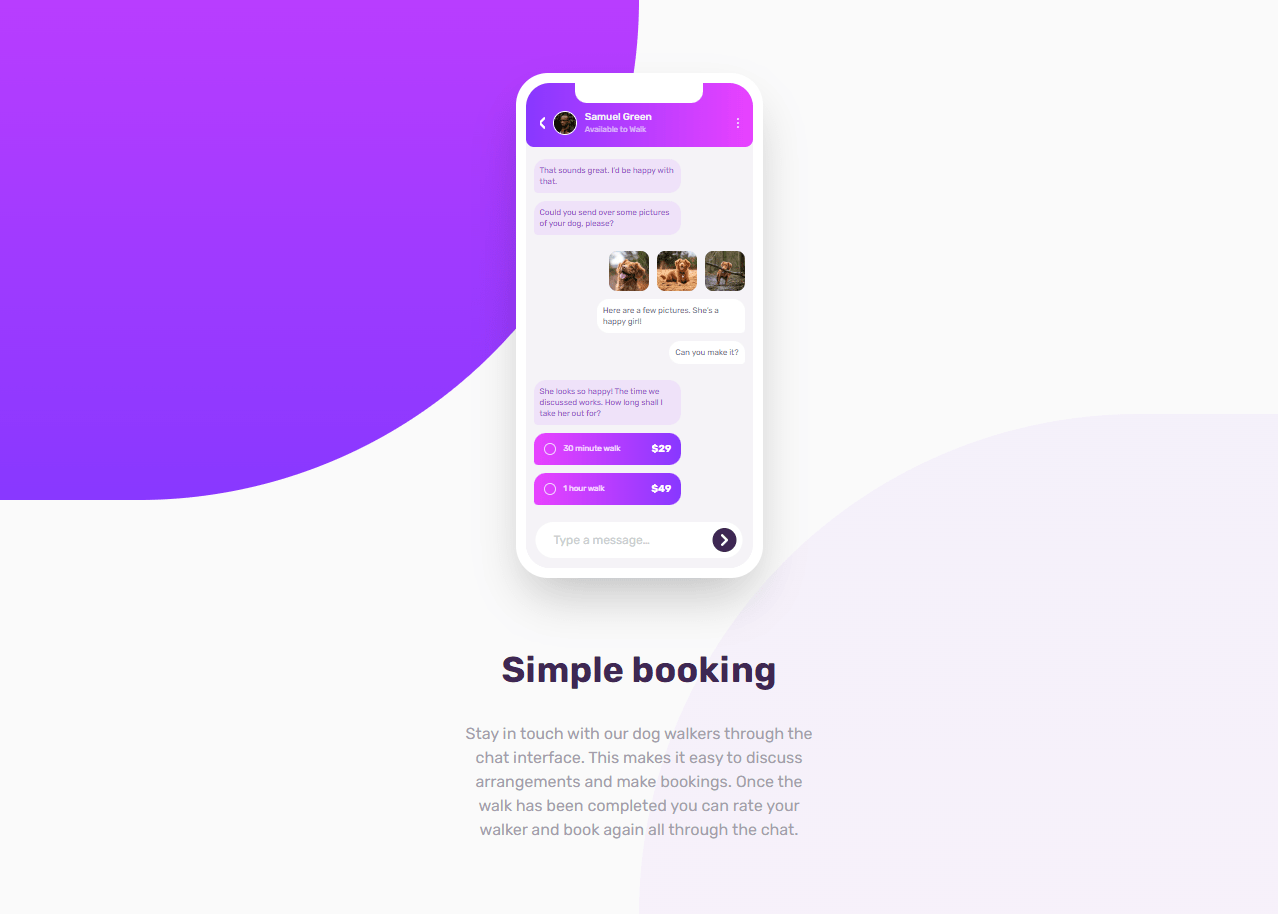 Samuel Green
Available to Walk
That sounds great. I'd be happy with
that.
Could you send over some pictures
of your dog, please?
Here are a few pictures. She's a
happy girl!
Can you make it?
She looks so happy! The time we
discussed works. How long shall I
take her out for?
30 minute walk $29
1 hour walk $49
Type a message…
Simple booking
Stay in touch with our dog walkers through the
chat interface. This makes it easy to discuss
arrangements and make bookings. Once the
walk has been completed you can rate your
walker and book again all through the chat.